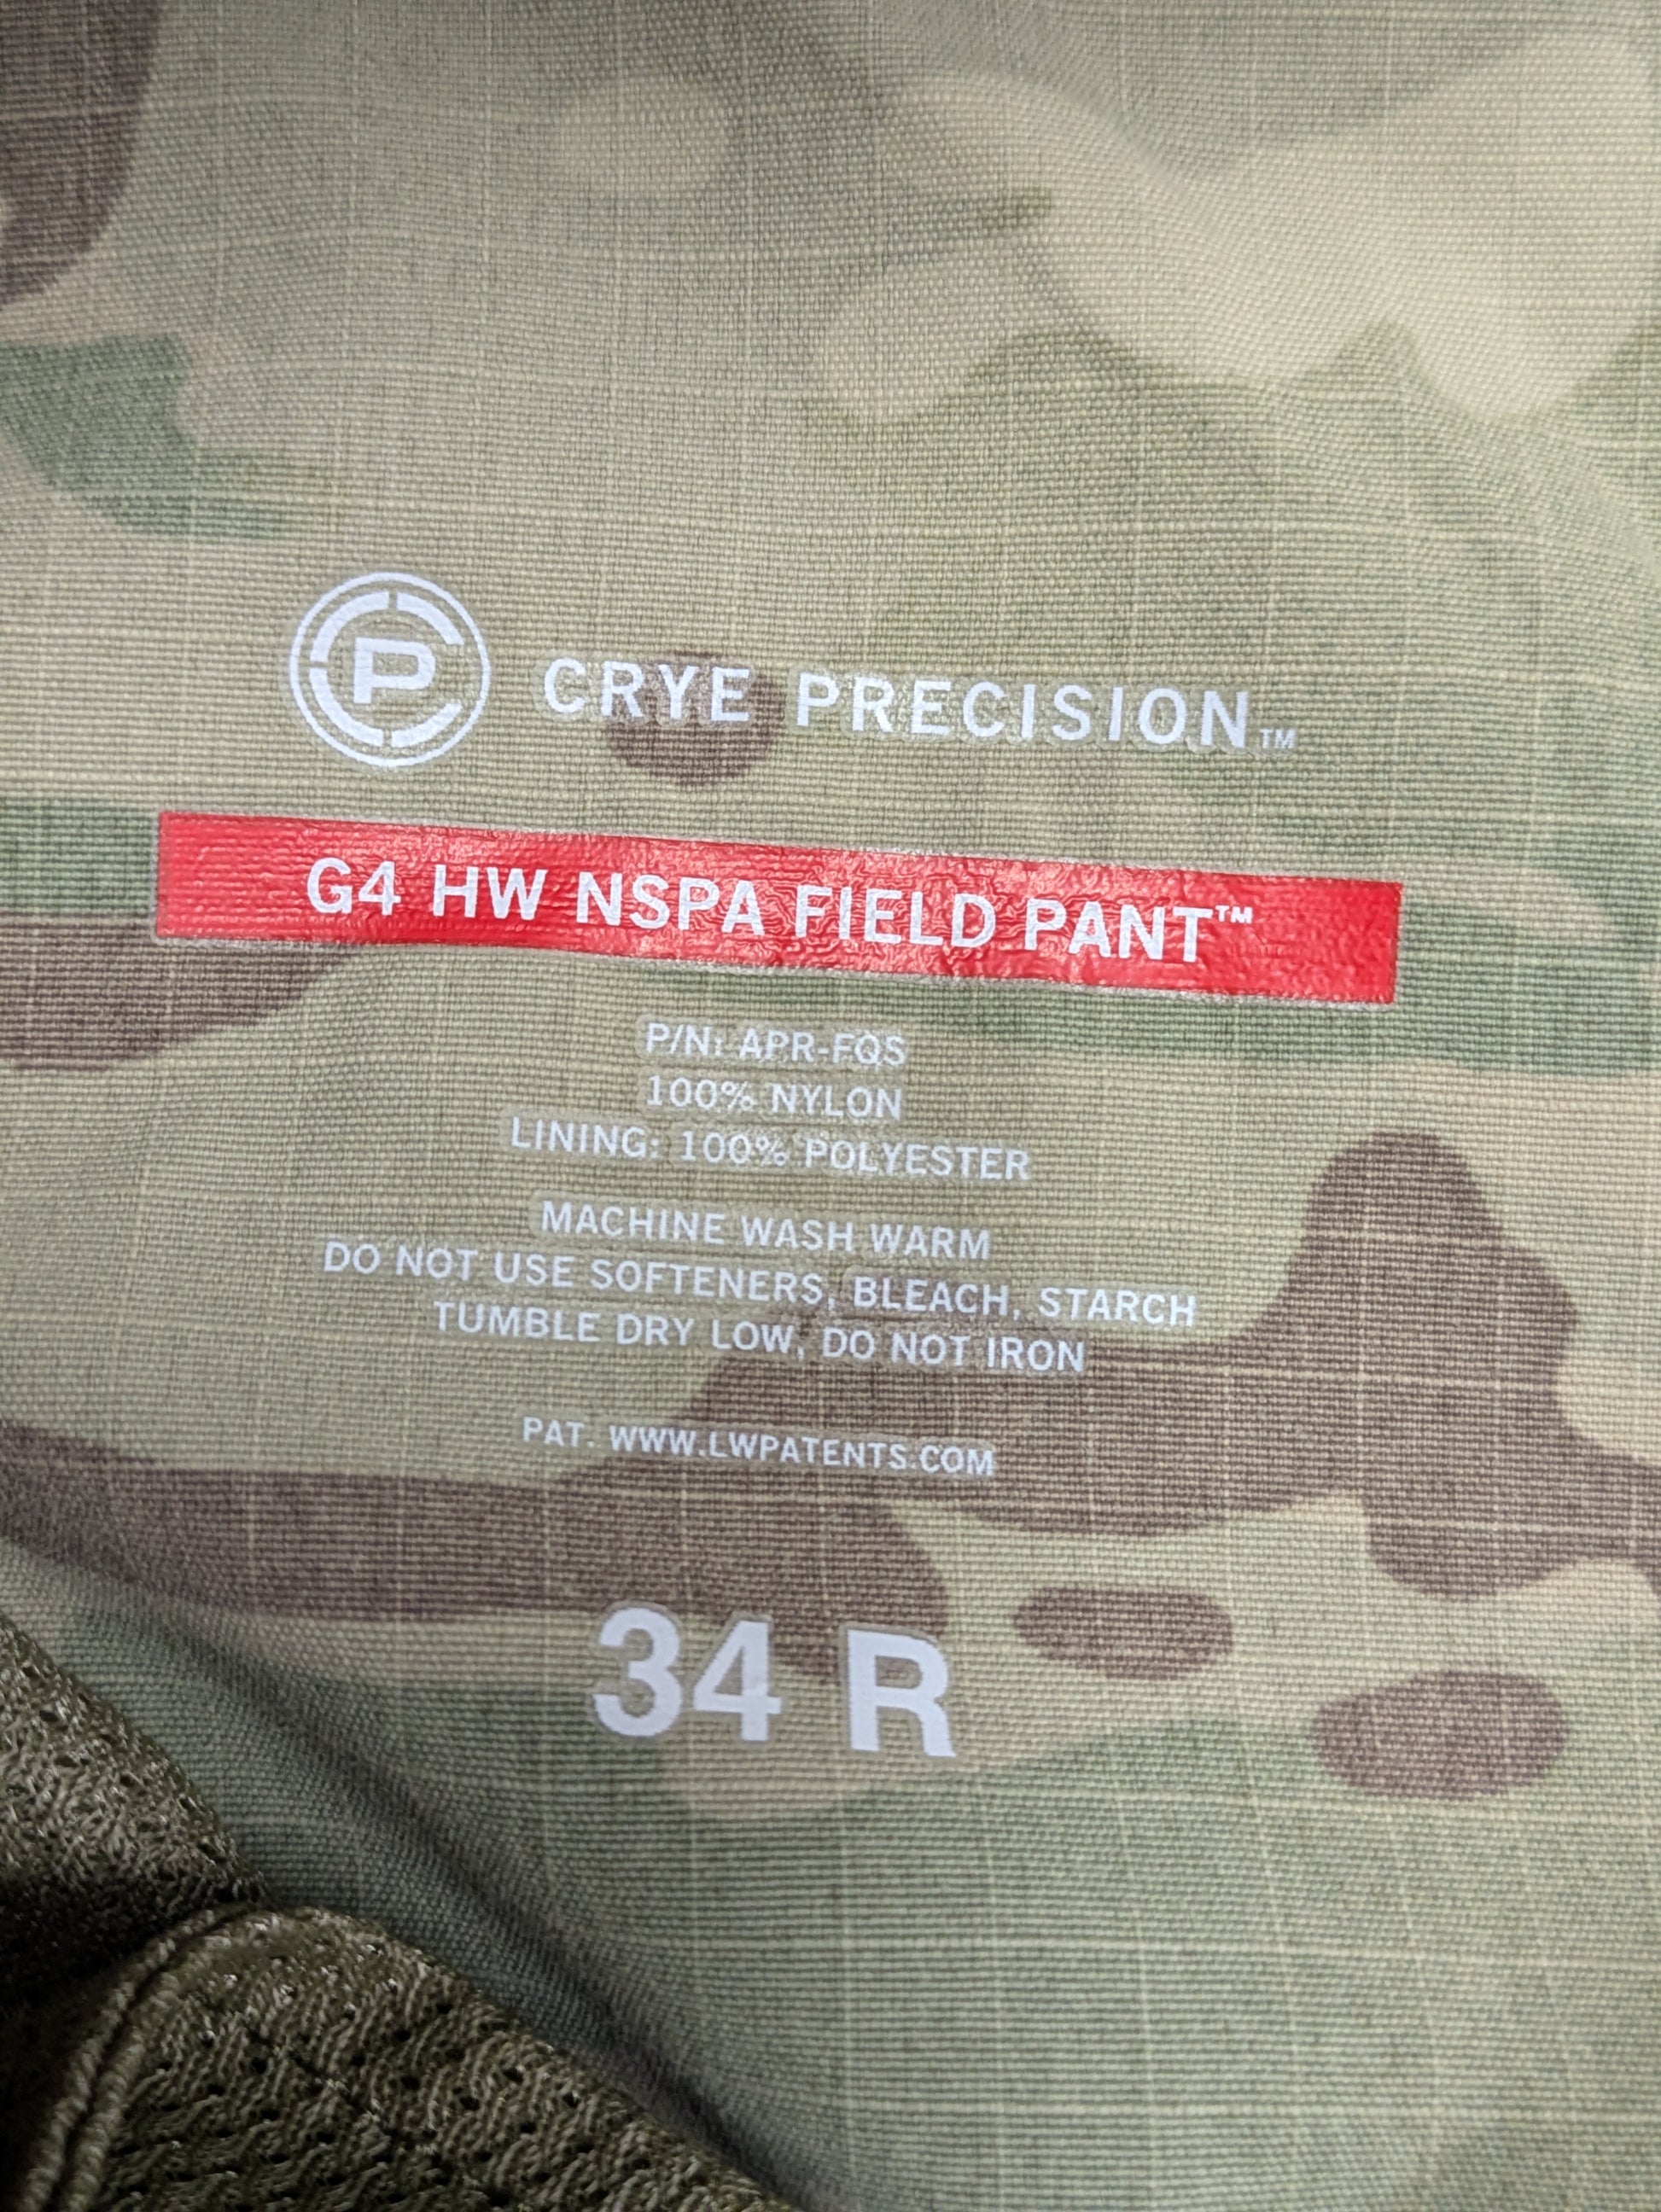 CP CRYE PRECISION™
G4 HW NSPA FIELD PANT™
P/N: APR-FQS
100% NYLON
LINING: 100% POLYESTER
MACHINE WASH WARM
DO NOT USE SOFTENERS, BLEACH, STARCH
TUMBLE DRY LOW, DO NOT IRON
PAT. WWW.LWPATENTS.COM
34 R